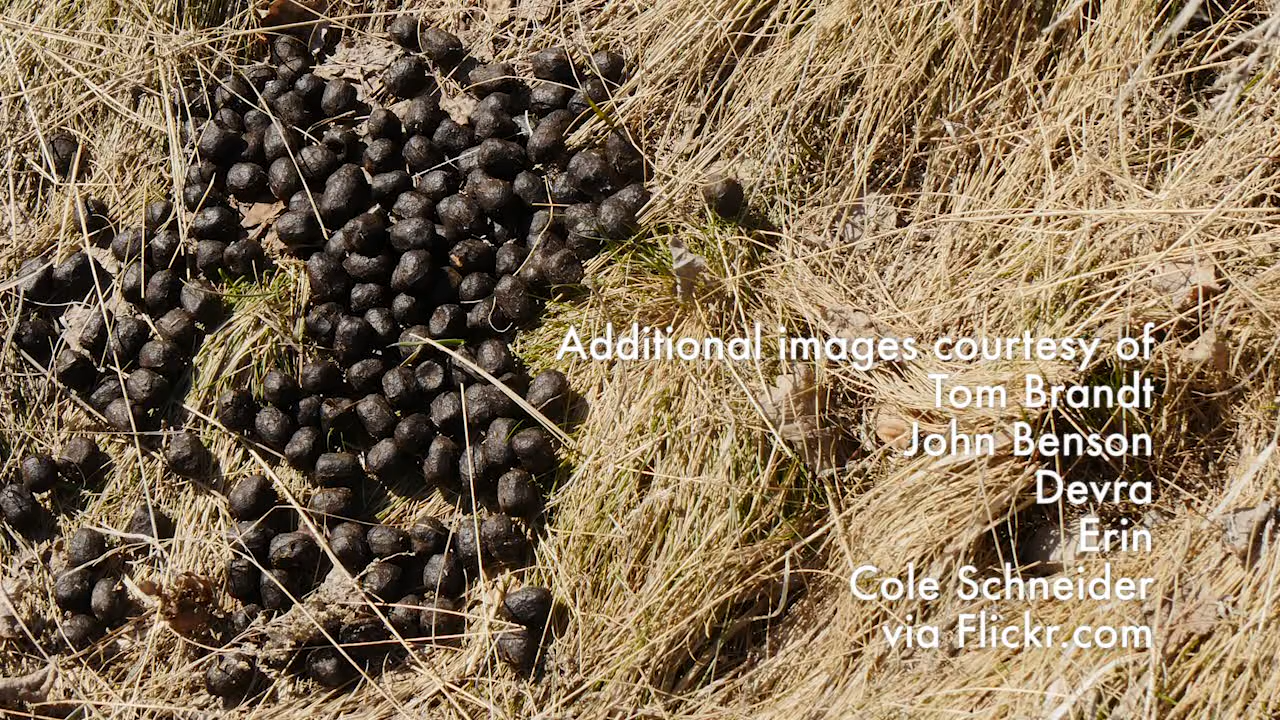 Additional images courtesy of
Tom Brandt
John Benson
Devra
Erin
Cole Schneider
via Flickr.com